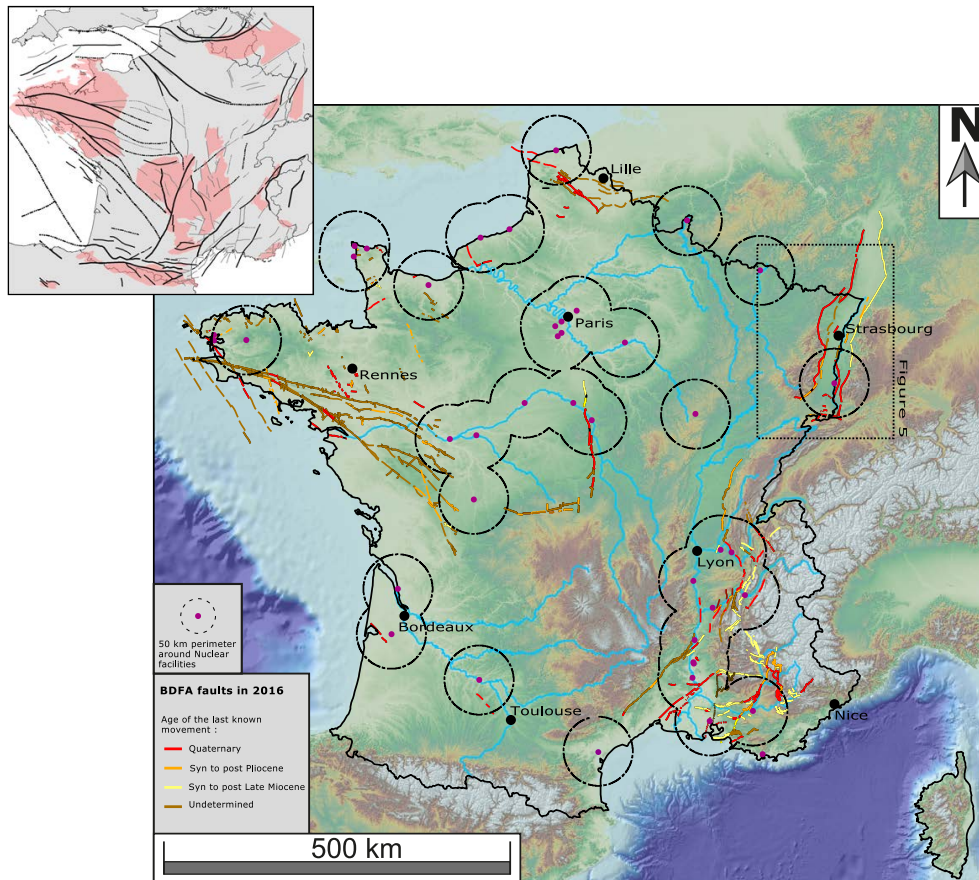 N
Lille
Paris
Strasbourg
Figure 5
Rennes
Lyon
Bordeaux
Toulouse
Nice
50 km perimeter
around Nuclear
facilities
BDFA faults in 2016
Age of the last known
movement :
Quaternary
Syn to post Pliocene
Syn to post Late Miocene
Undetermined
500 km